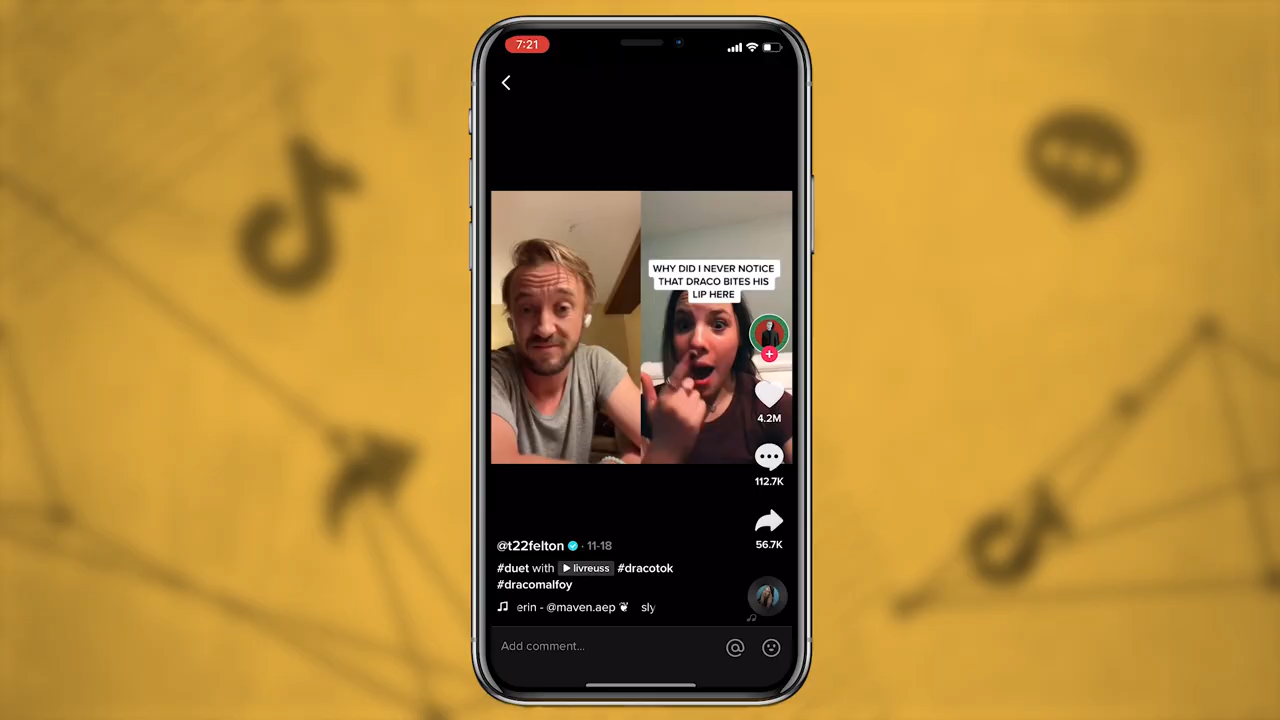 7:21
WHY DID I NEVER NOTICE
THAT DRACO BITES HIS
LIP HERE
4.2M
112.7K
56.7K
@t22felton · 11-18
#duet with livreuss #dracotok
#dracomalfoy
erin - @maven.aep ❦ sly
Add comment...